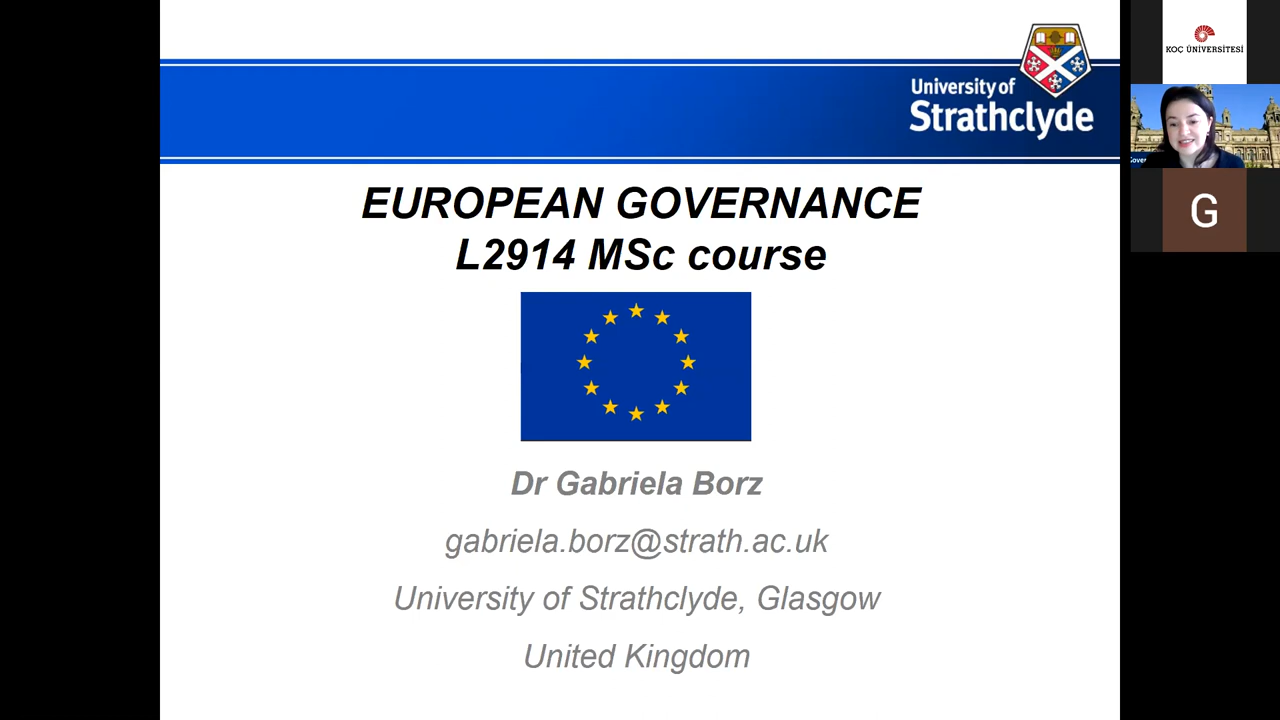 University of
Strathclyde
EUROPEAN GOVERNANCE
L2914 MSc course
Dr Gabriela Borz
gabriela.borz@strath.ac.uk
University of Strathclyde, Glasgow
United Kingdom
KOÇ ÜNİVERSİTESİ
G